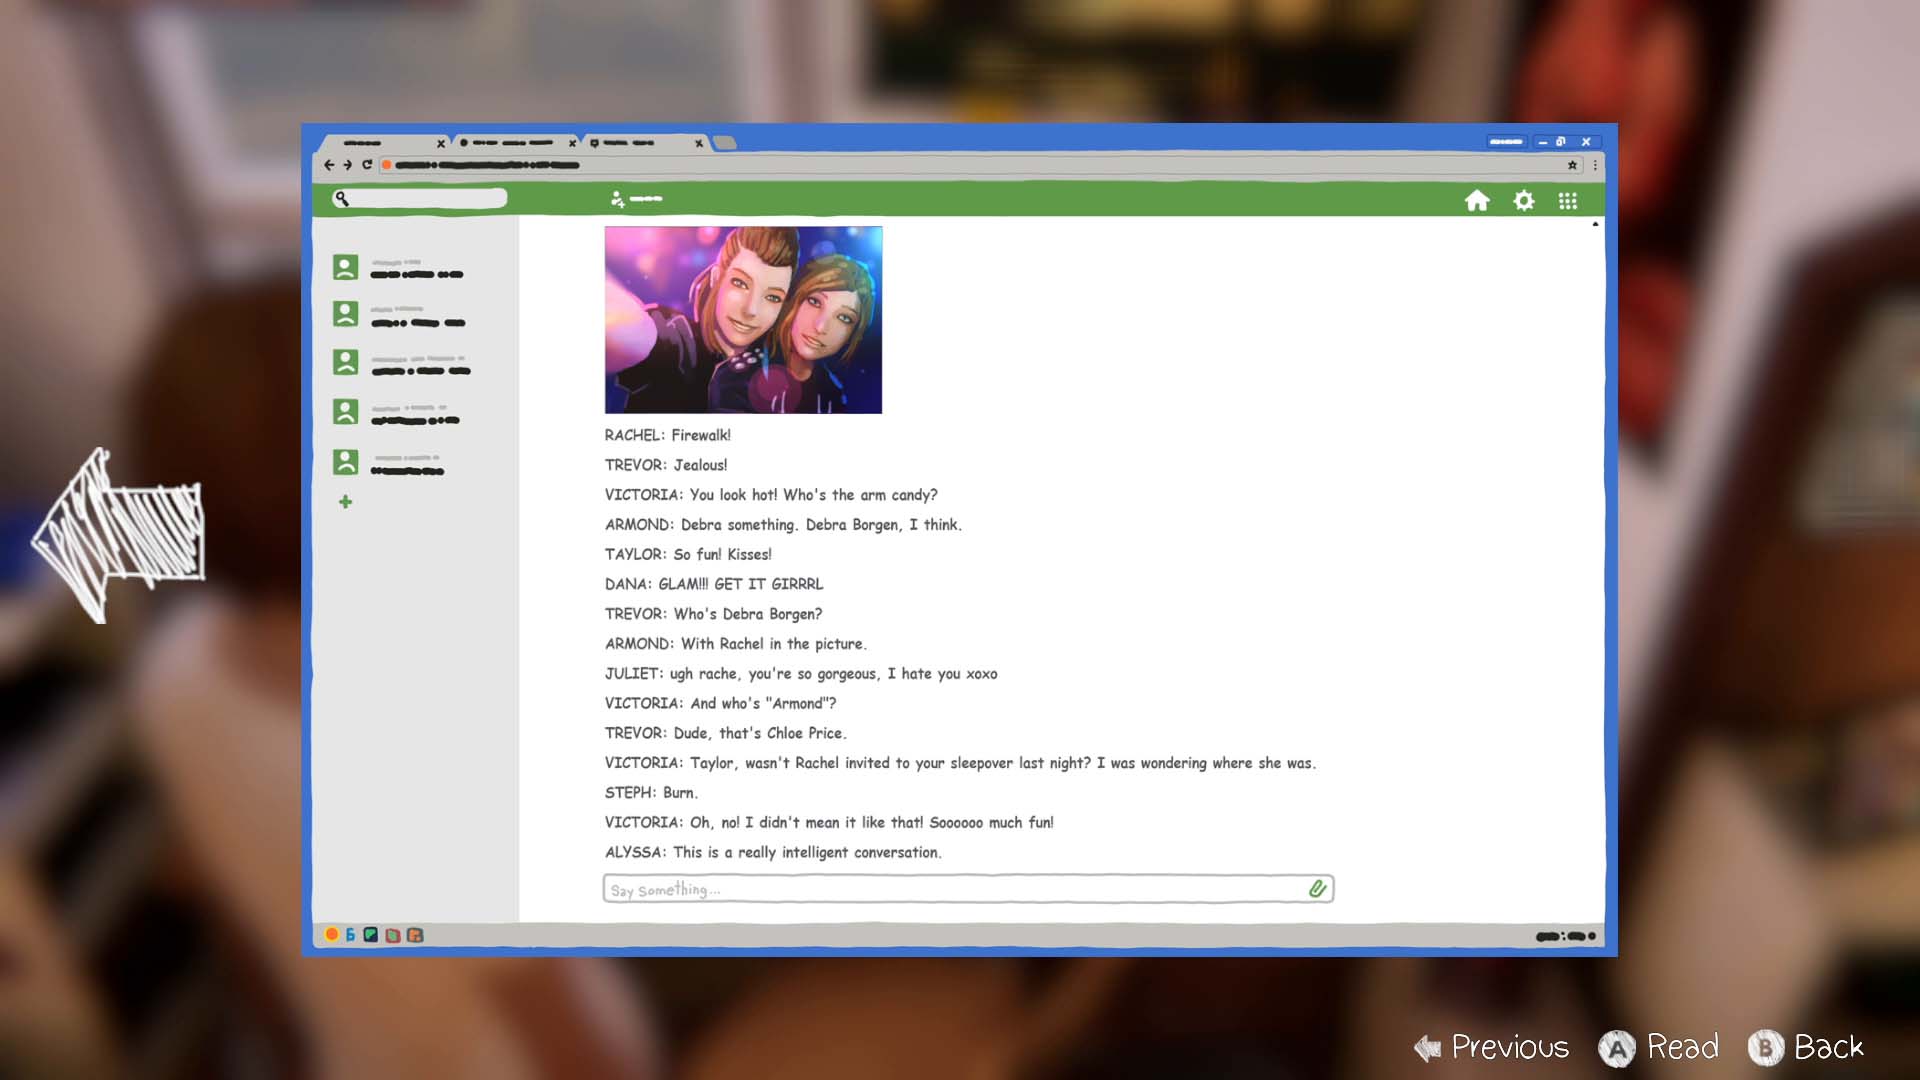 RACHEL: Firewalk!
TREVOR: Jealous!
VICTORIA: You look hot! Who's the arm candy?
ARMOND: Debra something. Debra Borgen, I think.
TAYLOR: So fun! Kisses!
DANA: GLAM!!! GET IT GIRRRL
TREVOR: Who's Debra Borgen?
ARMOND: With Rachel in the picture.
JULIET: ugh rache, you're so gorgeous, I hate you xoxo
VICTORIA: And who's "Armond"?
TREVOR: Dude, that's Chloe Price.
VICTORIA: Taylor, wasn't Rachel invited to your sleepover last night? I was wondering where she was.
STEPH: Burn.
VICTORIA: Oh, no! I didn't mean it like that! Soooooo much fun!
ALYSSA: This is a really intelligent conversation.
Say Something...
Previous A Read B Back